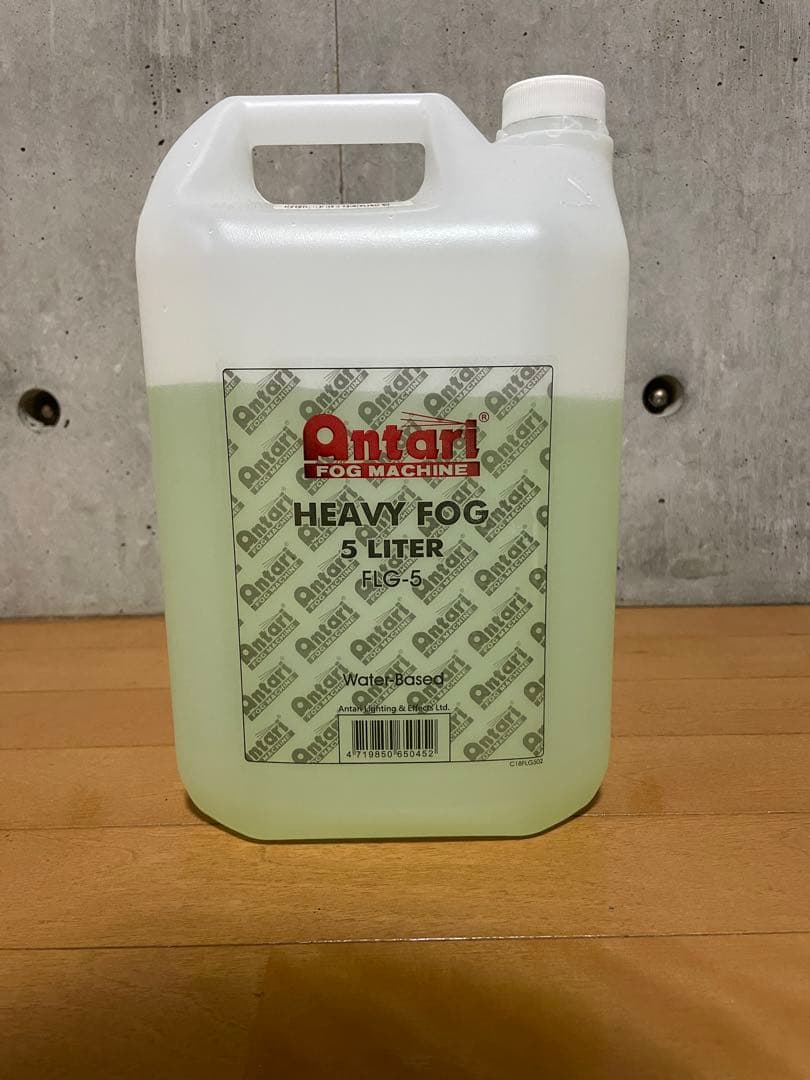 Antari®
FOG MACHINE
HEAVY FOG
5 LITER
FLG-5
Water-Based
Antari Lighting & Effects Ltd.
4 719850 650452
C18FLG502